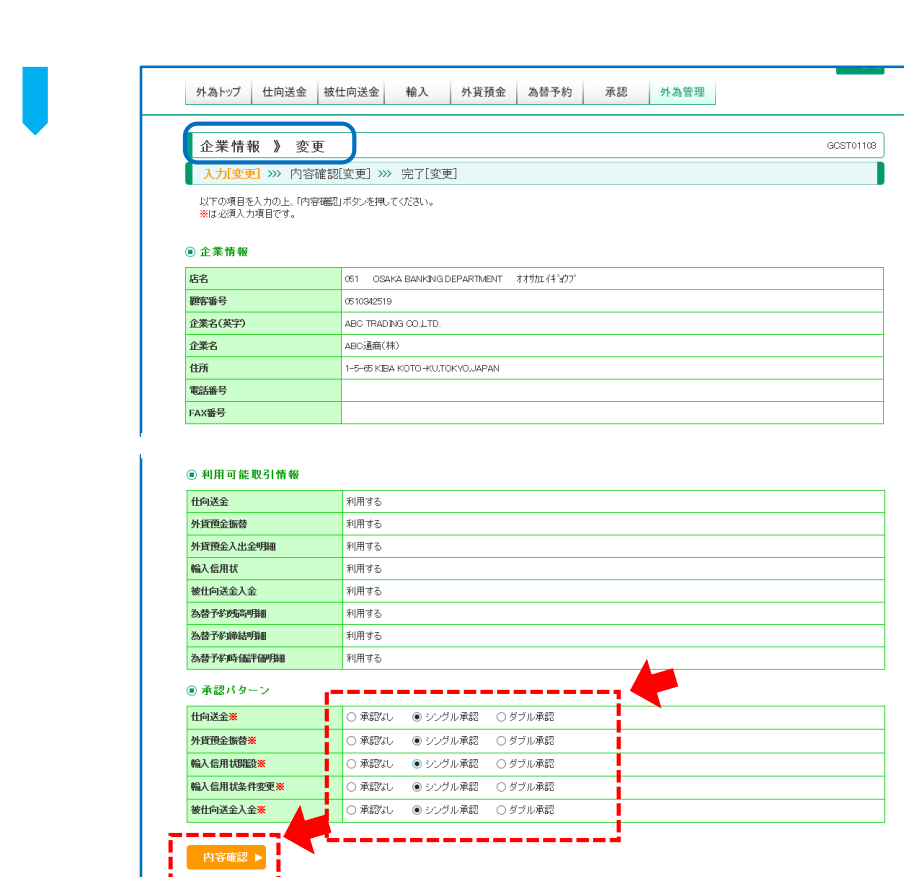 外為トップ 仕向送金 被仕向送金 輸入 外貨預金 為替予約 承認 外為管理
企業情報 》 変更 GCST01103
入力[変更] >>> 内容確認[変更] >>> 完了[変更]
以下の項目を入力の上、「内容確認」ボタンを押してください。
※は必須入力項目です。
企業情報
店名 051 OSAKA BANKING DEPARTMENT オオサカエイギョウブ
顧客番号 0510342519
企業名(英字) ABC TRADING CO.,LTD.
企業名 ABC通商(株)
住所 1-5-65 KIBA KOTO-KU,TOKYO,JAPAN
電話番号
FAX番号
利用可能取引情報
仕向送金 利用する
外貨預金振替 利用する
外貨預金入出金明細 利用する
輸入信用状 利用する
被仕向送金入金 利用する
為替予約残高明細 利用する
為替予約締結明細 利用する
為替予約時価評価明細 利用する
承認パターン
仕向送金※ 承認なし シングル承認 ダブル承認
外貨預金振替※ 承認なし シングル承認 ダブル承認
輸入信用状開設※ 承認なし シングル承認 ダブル承認
輸入信用状条件変更※ 承認なし シングル承認 ダブル承認
被仕向送金入金※ 承認なし シングル承認 ダブル承認
内容確認